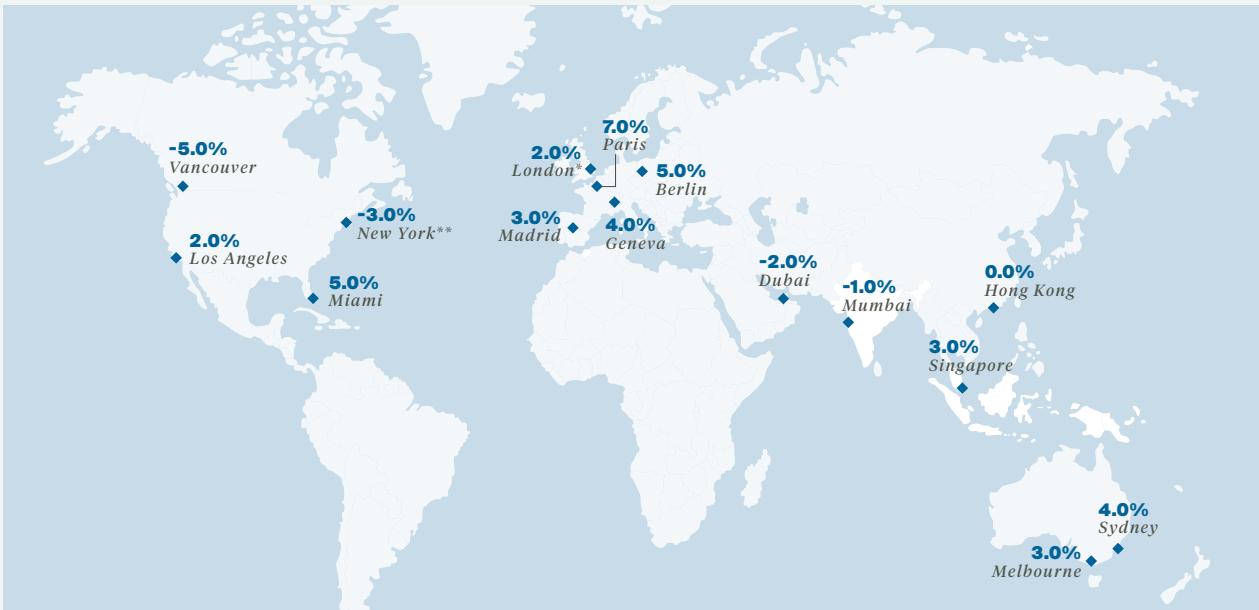 7.0%
Paris
-5.0%
Vancouver
2.0%
London*
5.0%
Berlin
-3.0%
New York**
3.0%
Madrid
4.0%
Geneva
2.0%
Los Angeles
5.0%
Miami
-2.0%
Dubai
-1.0%
Mumbai
0.0%
Hong Kong
3.0%
Singapore
4.0%
Sydney
3.0%
Melbourne